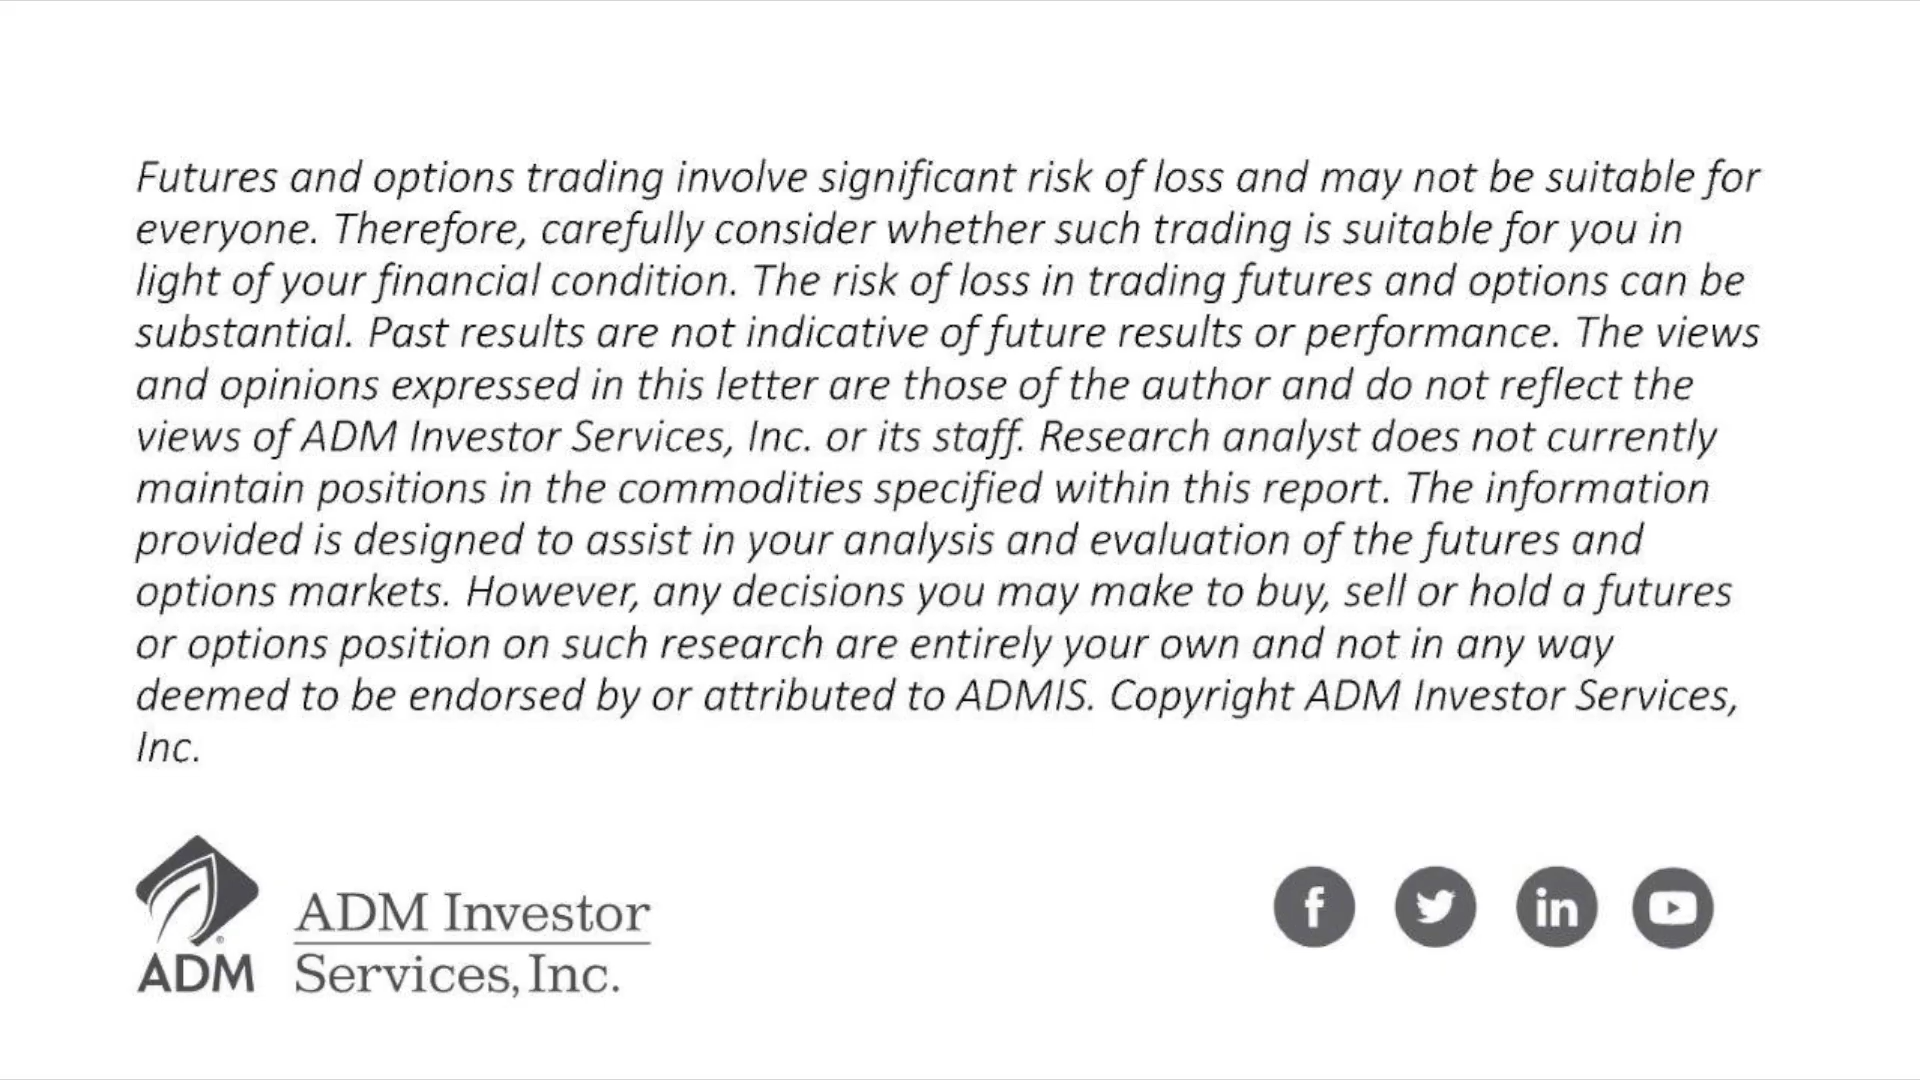 Futures and options trading involve significant risk of loss and may not be suitable for
everyone. Therefore, carefully consider whether such trading is suitable for you in
light of your financial condition. The risk of loss in trading futures and options can be
substantial. Past results are not indicative of future results or performance. The views
and opinions expressed in this letter are those of the author and do not reflect the
views of ADM Investor Services, Inc. or its staff. Research analyst does not currently
maintain positions in the commodities specified within this report. The information
provided is designed to assist in your analysis and evaluation of the futures and
options markets. However, any decisions you may make to buy, sell or hold a futures
or options position on such research are entirely your own and not in any way
deemed to be endorsed by or attributed to ADMIS. Copyright ADM Investor Services,
Inc.
ADM
ADM Investor
Services, Inc.
f
in